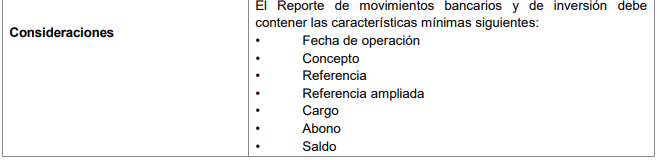 El Reporte de movimientos bancarios y de inversión debe
contener las características mínimas siguientes:
Consideraciones
• Fecha de operación
• Concepto
• Referencia
• Referencia ampliada
• Cargo
• Abono
• Saldo